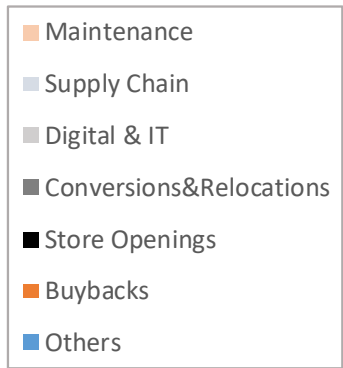 Maintenance
Supply Chain
Digital & IT
Conversions&Relocations
Store Openings
Buybacks
Others